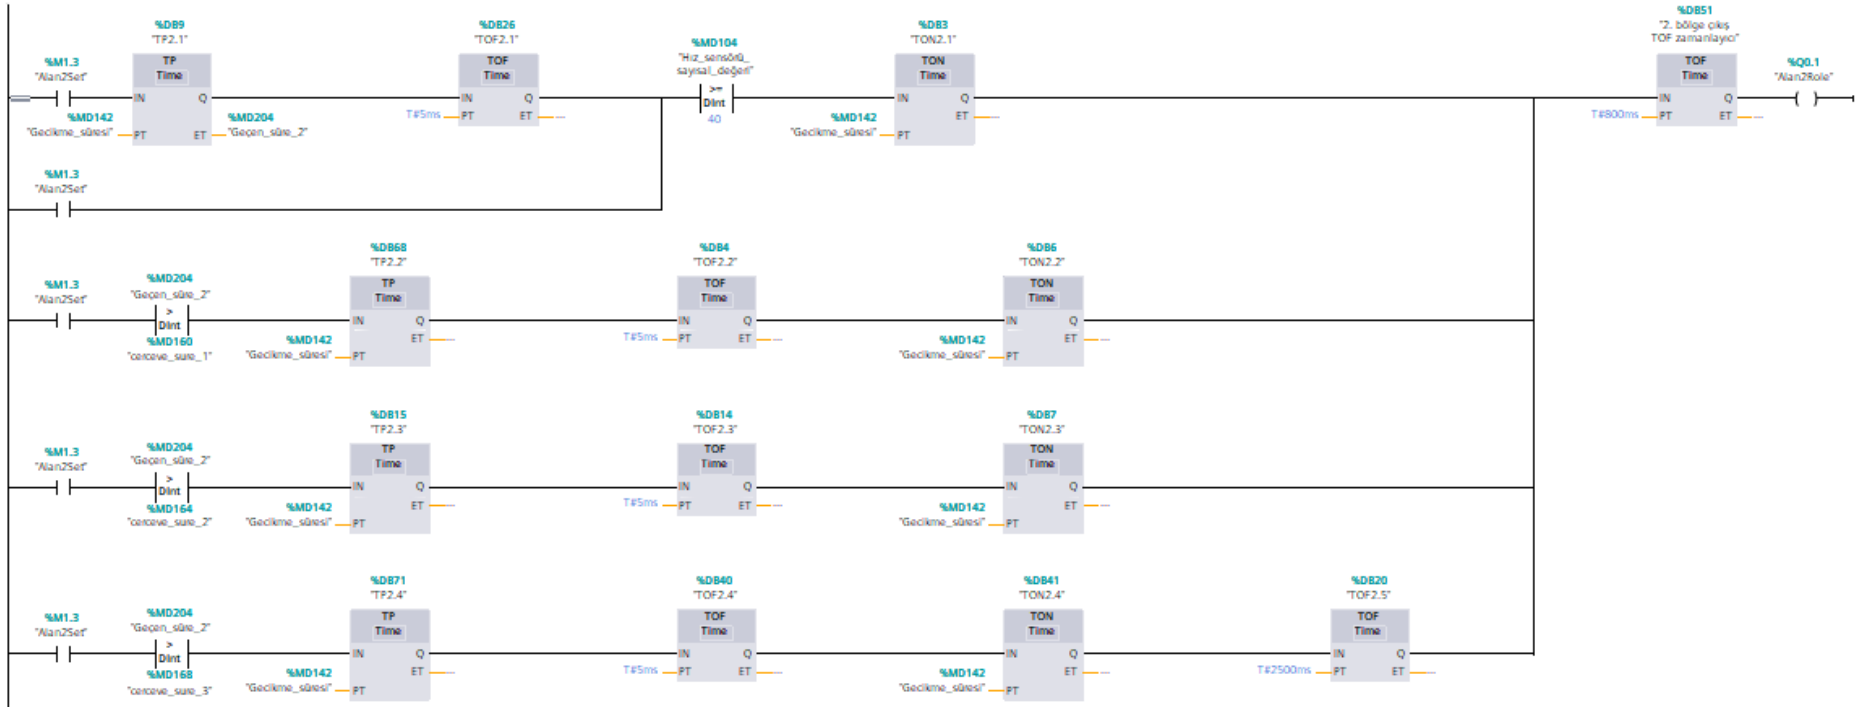 %DB9
"TP2.1"
TP
Time
%M1.3
"Alan2Set"
IN Q
%MD142
"Gecikme_süresi"
PT
%MD204
ET "Geçen_süre_2"
%DB26
"TOF2.1"
TOF
Time
IN Q
T#5ms PT ET ...
%MD104
"Hız_sensörü_
sayısal_değeri"
>=
DInt
40
%DB3
"TON2.1"
TON
Time
IN Q
ET ...
%MD142
"Gecikme_süresi"
PT
%DB51
"2. bölge çıkış
TOF zamanlayıcı"
TOF
Time
IN Q
T#800ms PT ET ...
%Q0.1
"Alan2Role"
%M1.3
"Alan2Set"
%M1.3
"Alan2Set"
%MD204
"Geçen_süre_2"
>
DInt
%MD160
"cerceve_sure_1"
%DB68
"TP2.2"
TP
Time
IN Q
ET ...
%MD142
"Gecikme_süresi" PT
%DB4
"TOF2.2"
TOF
Time
IN Q
T#5ms PT ET ...
%DB6
"TON2.2"
TON
Time
IN Q
ET ...
%MD142
"Gecikme_süresi" PT
%M1.3
"Alan2Set"
%MD204
"Geçen_süre_2"
>
DInt
%MD164
"cerceve_sure_2"
%DB15
"TP2.3"
TP
Time
IN Q
ET ...
%MD142
"Gecikme_süresi" PT
%DB14
"TOF2.3"
TOF
Time
IN Q
T#5ms PT ET ...
%DB7
"TON2.3"
TON
Time
IN Q
ET ...
%MD142
"Gecikme_süresi" PT
%M1.3
"Alan2Set"
%MD204
"Geçen_süre_2"
>
DInt
%MD168
"cerceve_sure_3"
%DB71
"TP2.4"
TP
Time
IN Q
ET ...
%MD142
"Gecikme_süresi" PT
%DB40
"TOF2.4"
TOF
Time
IN Q
T#5ms PT ET ...
%DB41
"TON2.4"
TON
Time
IN Q
ET ...
%MD142
"Gecikme_süresi" PT
%DB20
"TOF2.5"
TOF
Time
IN Q
T#2500ms PT ET ...